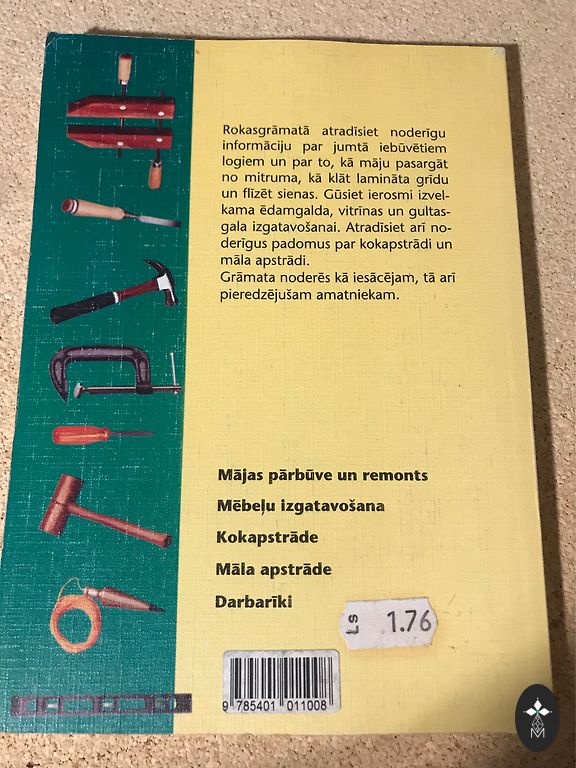 Rokasgrāmatā atradīsiet noderīgu
informāciju par jumtā iebūvētiem
logiem un par to, kā māju pasargāt
no mitruma, kā klāt lamināta grīdu
un flīzēt sienas. Gūsiet ierosmi izvel-
kama ēdamgalda, vitrīnas un gultas-
gala izgatavošanai. Atradīsiet arī no-
derīgus padomus par kokapstrādi un
māla apstrādi.
Grāmata noderēs kā iesācējam, tā arī
pieredzējušam amatniekam.
Mājas pārbūve un remonts
Mēbeļu izgatavošana
Kokapstrāde
Māla apstrāde
Darbarīki
LS 1.76
9 785401 011008
M